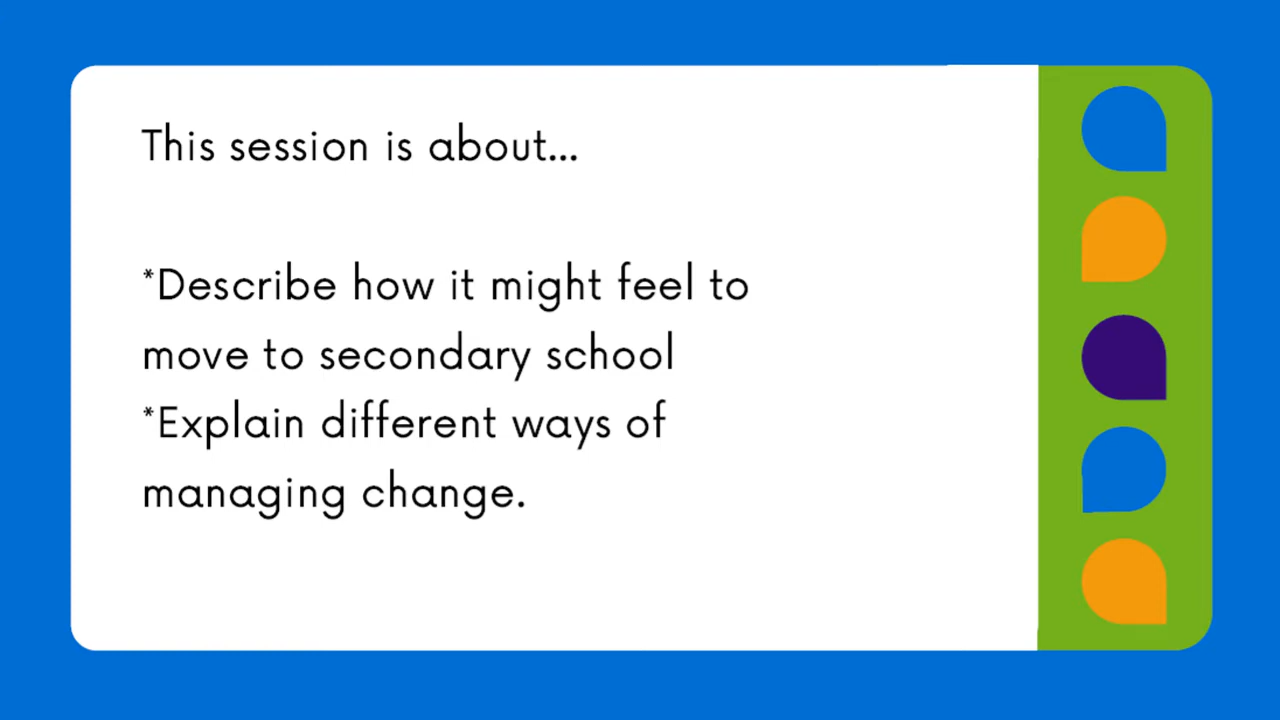 This session is about...
*Describe how it might feel to
move to secondary school
*Explain different ways of
managing change.